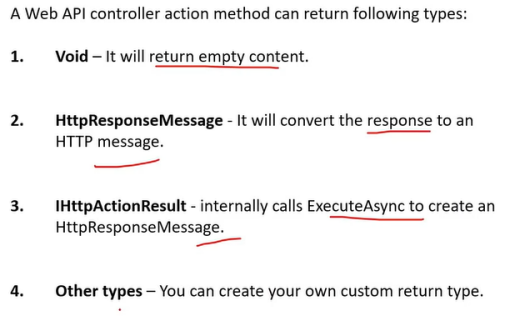 A Web API controller action method can return following types:
1. Void – It will return empty content.
2. HttpResponseMessage - It will convert the response to an
HTTP message.
3. IHttpActionResult - internally calls ExecuteAsync to create an
HttpResponseMessage.
4. Other types – You can create your own custom return type.